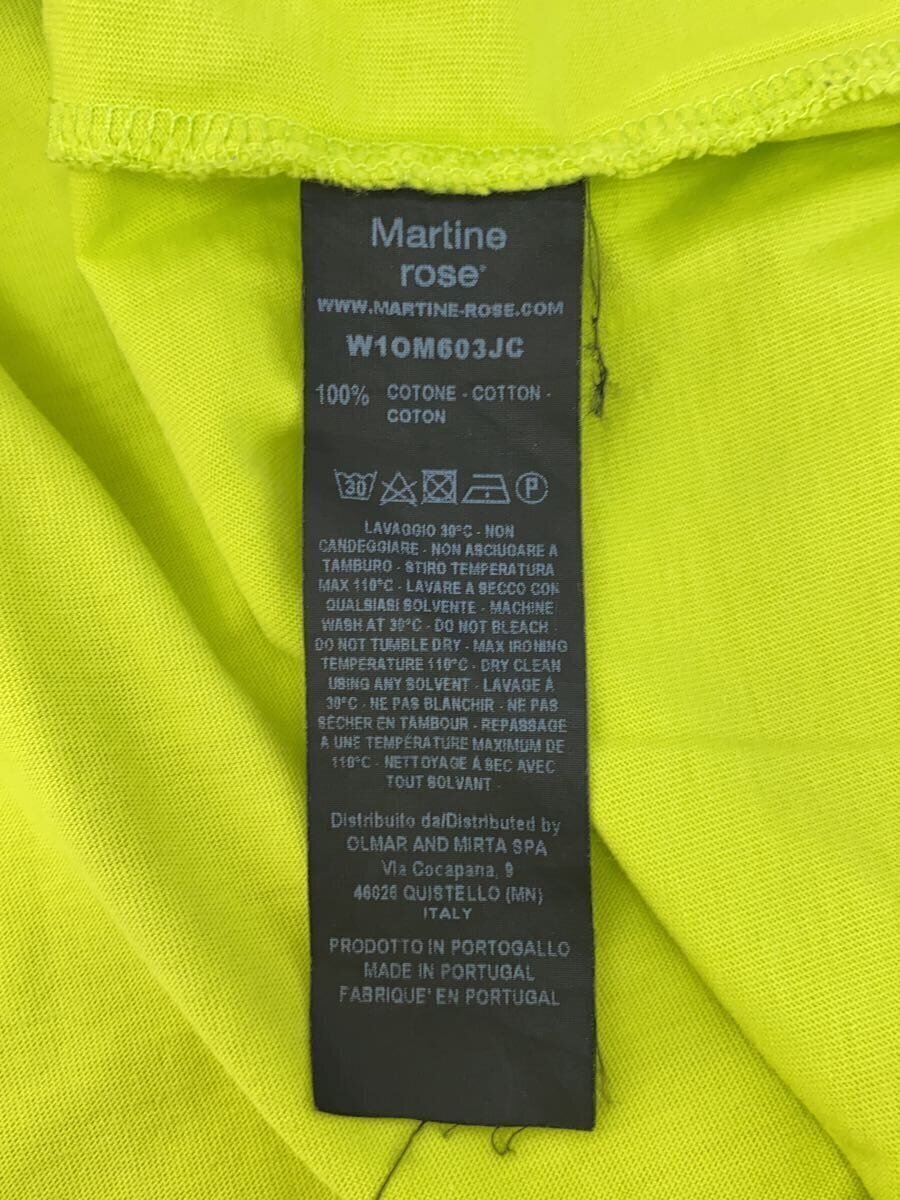 Martine
rose
WWW.MARTINE-ROSE.COM
W1OM603JC
100% COTONE - COTTON -
COTON
30 P
LAVAGGIO 30°C - NON
CANDEGGIARE - NON ASCIUGARE A
TAMBURO - STIRO TEMPERATURA
MAX 110°C - LAVARE A SECCO CON
QUALSIASI SOLVENTE - MACHINE
WASH AT 30°C - DO NOT BLEACH -
DO NOT TUMBLE DRY - MAX IRONING
TEMPERATURE 110°C - DRY CLEAN
USING ANY SOLVENT - LAVAGE À
30°C - NE PAS BLANCHIR - NE PAS
SÉCHER EN TAMBOUR - REPASSAGE
A UNE TEMPÉRATURE MAXIMUM DE
110°C - NETTOYAGE À SEC AVEC
TOUT SOLVANT -
Distribuito da/Distributed by
OLMAR AND MIRTA SPA
Via Cocapana, 9
46026 QUISTELLO (MN)
ITALY
PRODOTTO IN PORTOGALLO
MADE IN PORTUGAL
FABRIQUE' EN PORTUGAL